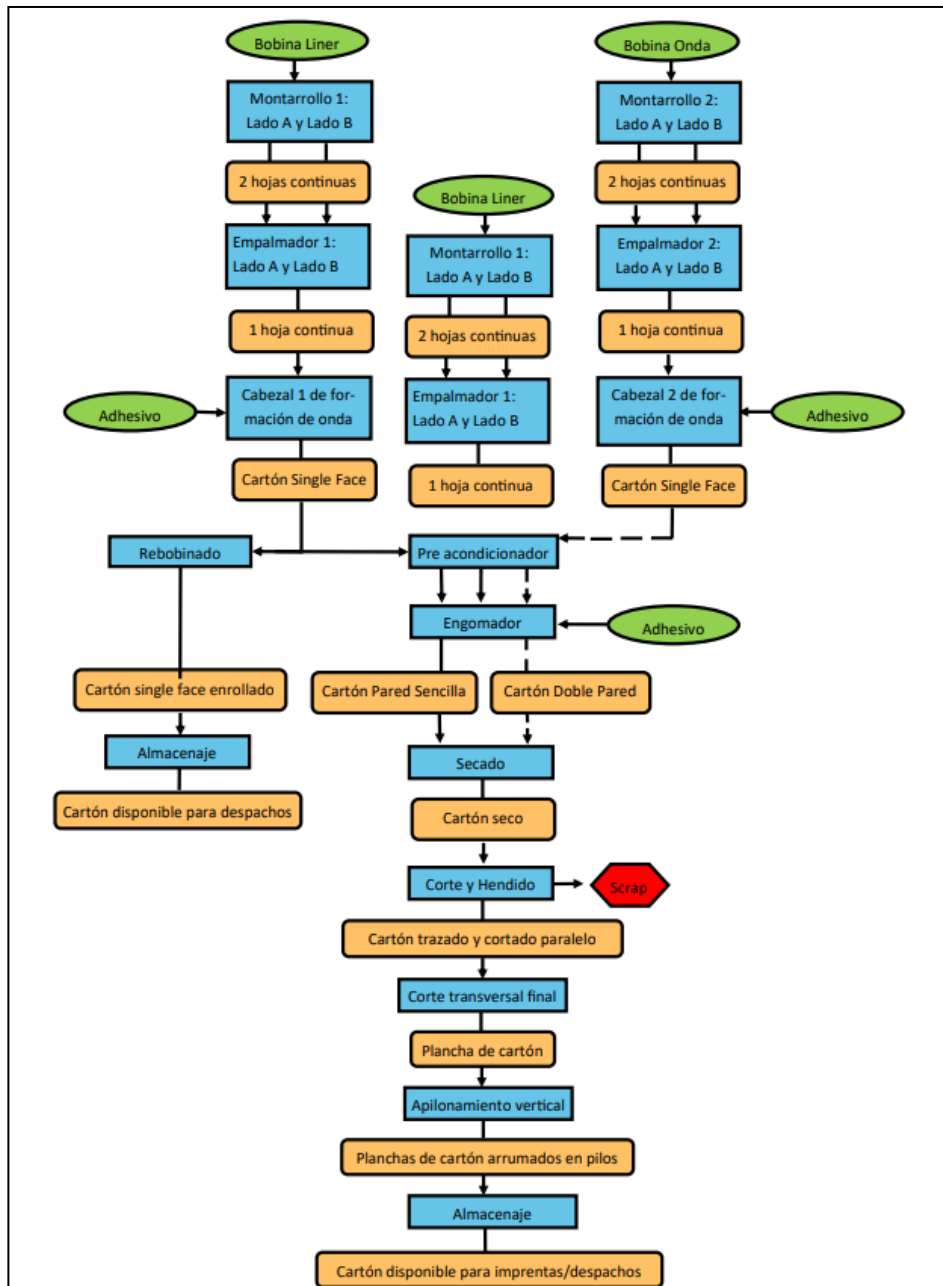 Bobina Liner
Bobina Onda
Montarrollo 1:
Lado A y Lado B
Montarrollo 2:
Lado A y Lado B
2 hojas continuas
2 hojas continuas
Bobina Liner
Empalmador 1:
Lado A y Lado B
Montarrollo 1:
Lado A y Lado B
Empalmador 2:
Lado A y Lado B
1 hoja continua
2 hojas continuas
1 hoja continua
Adhesivo
Cabezal 1 de for-
mación de onda
Empalmador 1:
Lado A y Lado B
Cabezal 2 de for-
mación de onda
Adhesivo
Cartón Single Face
1 hoja continua
Cartón Single Face
Rebobinado
Pre acondicionador
Engomador
Adhesivo
Cartón single face enrollado
Cartón Pared Sencilla
Cartón Doble Pared
Almacenaje
Secado
Cartón disponible para despachos
Cartón seco
Corte y Hendido
Scrap
Cartón trazado y cortado paralelo
Corte transversal final
Plancha de cartón
Apilonamiento vertical
Planchas de cartón arrumados en pilos
Almacenaje
Cartón disponible para imprentas/despachos